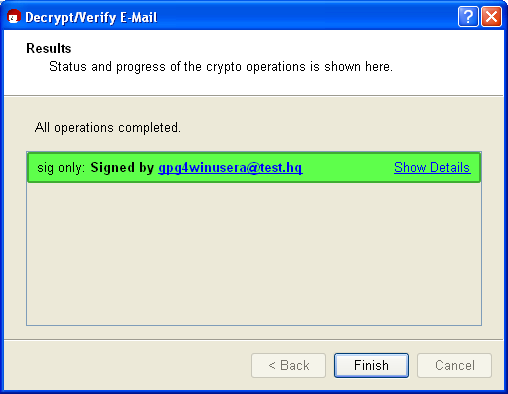 Decrypt/Verify E-Mail
Results
Status and progress of the crypto operations is shown here.
All operations completed.
sig only: Signed by gpg4winusera@test.hq Show Details
< Back Finish Cancel